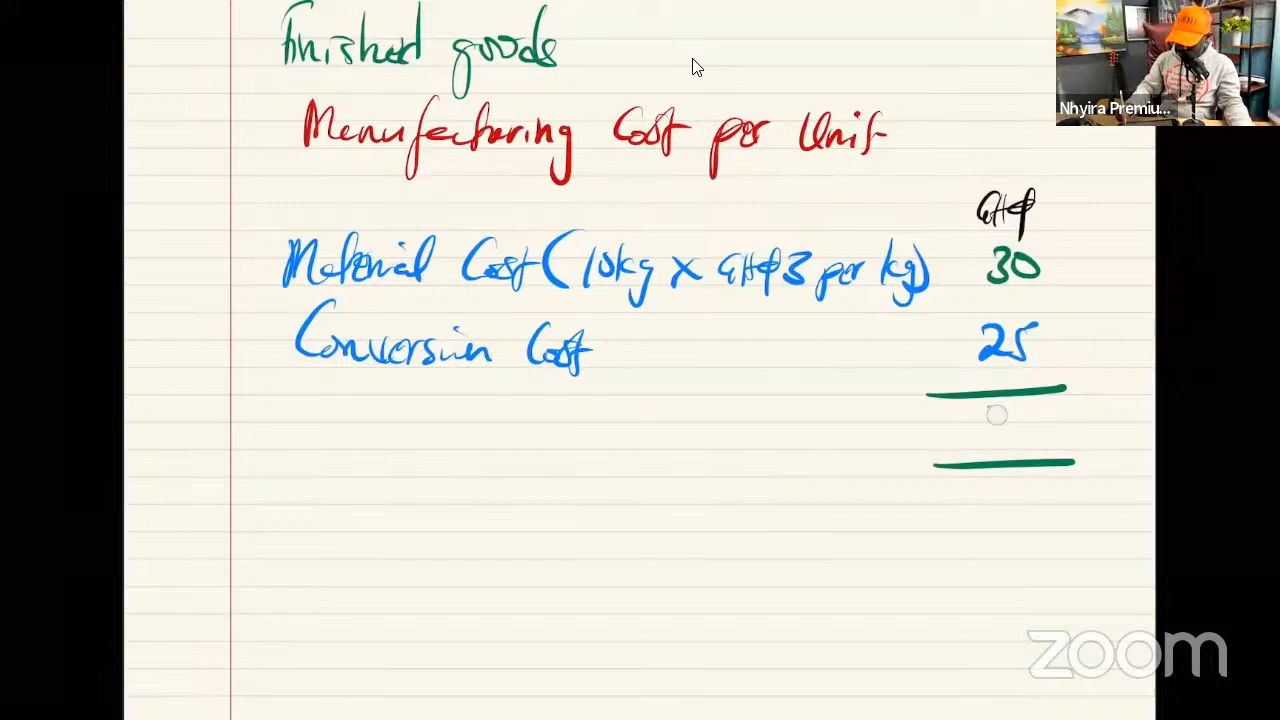 Finished goods
Manufacturing Cost per Unit
GH¢
Material Cost (10kg x GH¢3 per kg) 30
Conversion Cost 25
Nhyira Premiu...
zoom